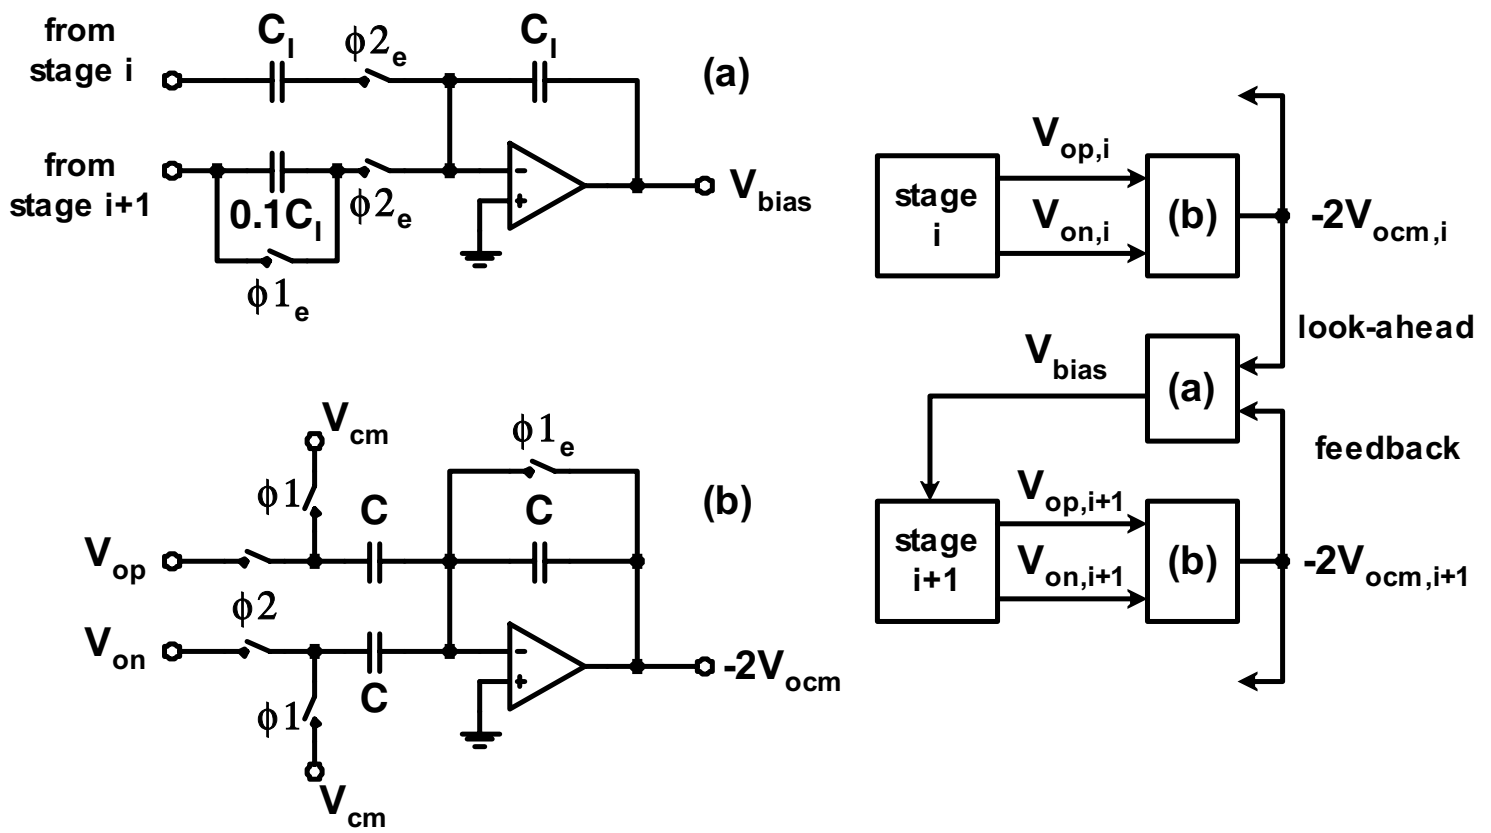 from
stage i
C_I
ϕ2_e
C_I
(a)
from
stage i+1
0.1C_I
ϕ2_e
ϕ1_e
-
+
V_bias
V_cm
ϕ1
ϕ1_e
C
C
(b)
V_op
ϕ2
V_on
C
ϕ1
-
+
-2V_ocm
V_cm
stage
i
V_op,i
V_on,i
(b)
-2V_ocm,i
look-ahead
V_bias
(a)
feedback
stage
i+1
V_op,i+1
V_on,i+1
(b)
-2V_ocm,i+1